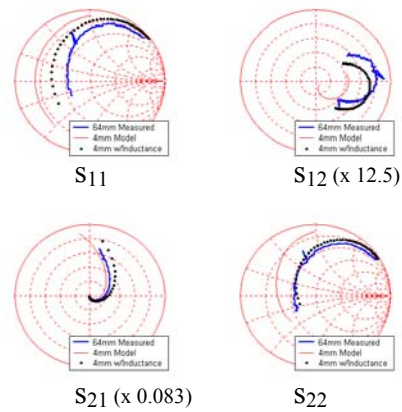 64mm Measured
4mm Model
4mm w/Inductance
S11
64mm Measured
4mm Model
4mm w/Inductance
S12 (x 12.5)
64mm Measured
4mm Model
4mm w/Inductance
S21 (x 0.083)
64mm Measured
4mm Model
4mm w/Inductance
S22